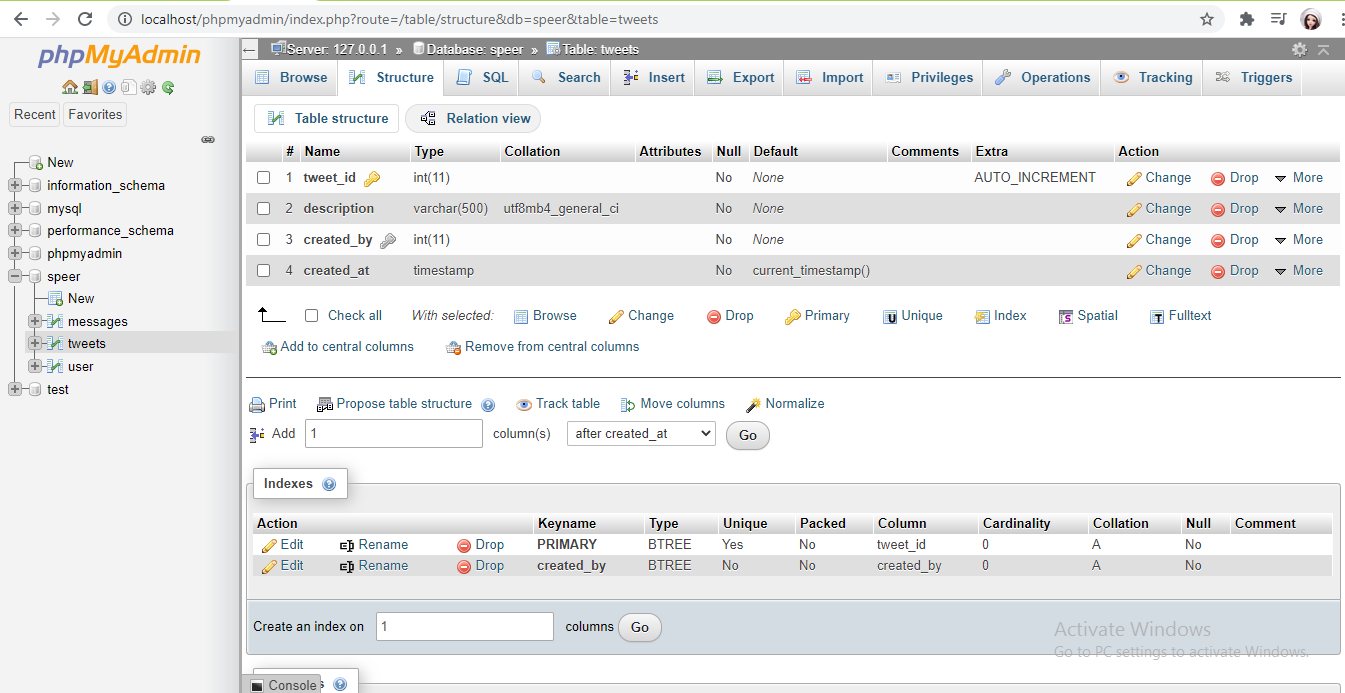 localhost/phpmyadmin/index.php?route=/table/structure&db=speer&table=tweets
phpMyAdmin
Recent Favorites
New
information_schema
mysql
performance_schema
phpmyadmin
speer
New
messages
tweets
user
test
Server: 127.0.0.1 » Database: speer » Table: tweets
Browse Structure SQL Search Insert Export Import Privileges Operations Tracking Triggers
Table structure Relation view
# Name Type Collation Attributes Null Default Comments Extra Action
1 tweet_id int(11) No None AUTO_INCREMENT Change Drop More
2 description varchar(500) utf8mb4_general_ci No None Change Drop More
3 created_by int(11) No None Change Drop More
4 created_at timestamp No current_timestamp() Change Drop More
Check all With selected: Browse Change Drop Primary Unique Index Spatial Fulltext
Add to central columns Remove from central columns
Print Propose table structure Track table Move columns Normalize
Add 1 column(s) after created_at Go
Indexes
Action Keyname Type Unique Packed Column Cardinality Collation Null Comment
Edit Rename Drop PRIMARY BTREE Yes No tweet_id 0 A No
Edit Rename Drop created_by BTREE No No created_by 0 A No
Create an index on 1 columns Go
Activate Windows
Go to PC settings to activate Windows.
Console